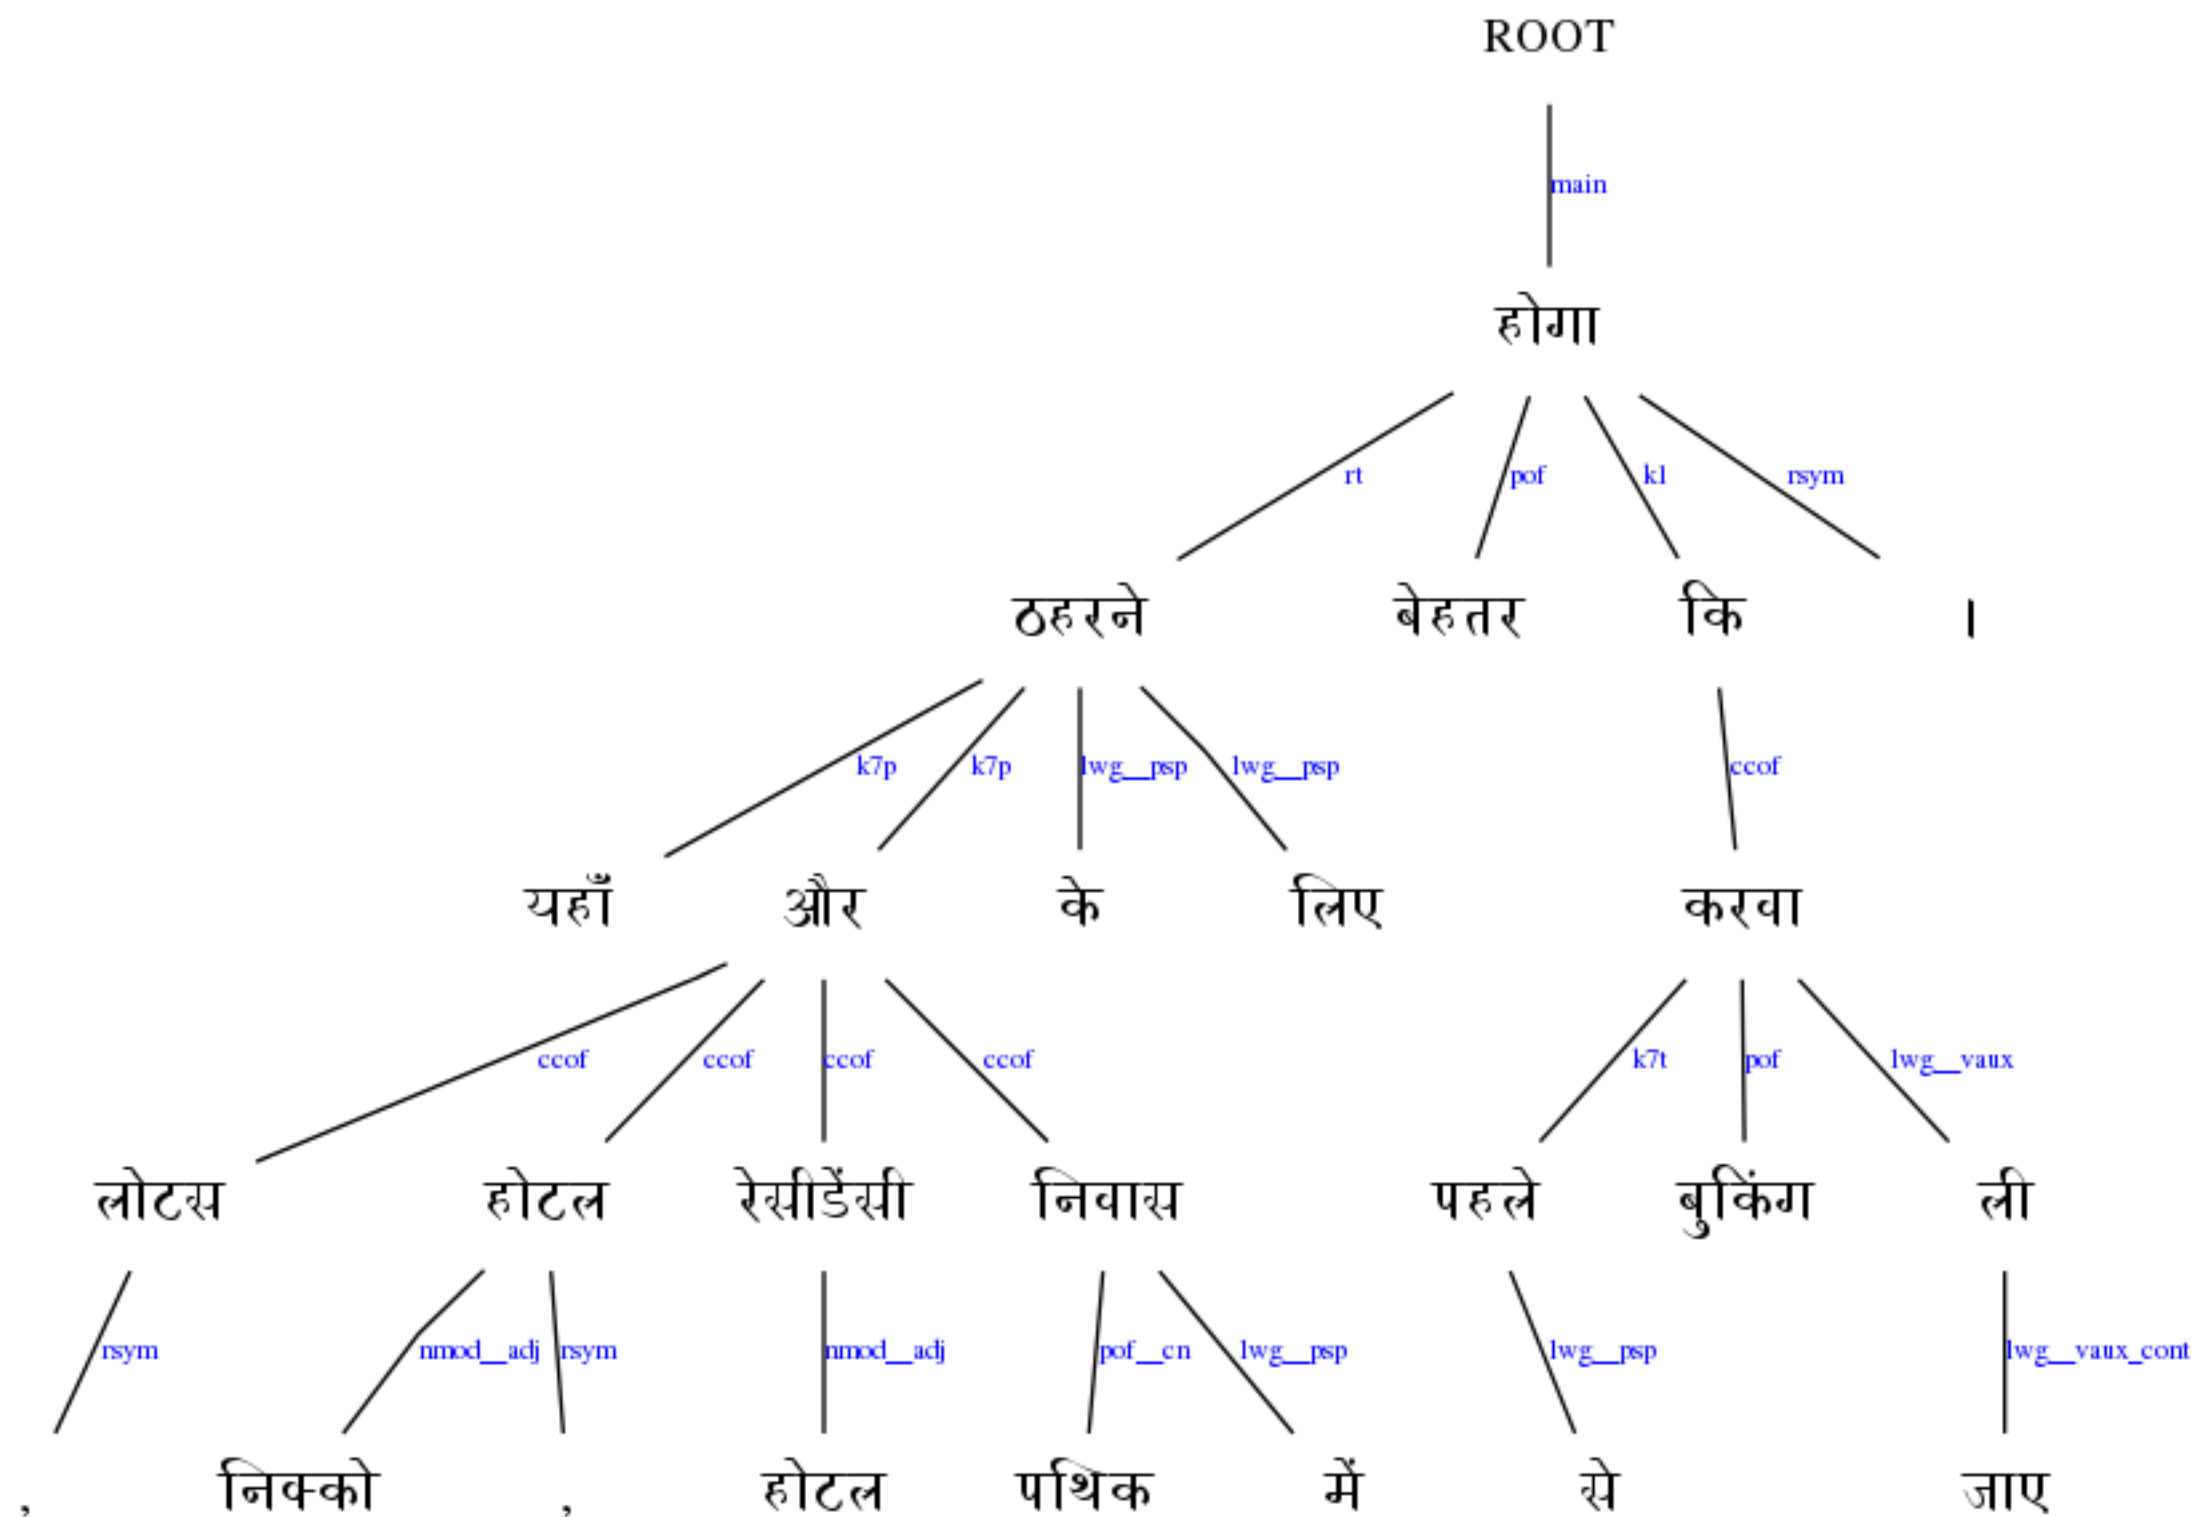 ROOT
main
होगा
rt pof k1 rsym
ठहरने बेहतर कि ।
k7p k7p lwg__psp lwg__psp ccof
यहाँ और के लिए करवा
ccof ccof ccof ccof k7t pof lwg__vaux
लोटस होटल रेसीडेंसी निवास पहले बुकिंग ली
rsym nmod__adj rsym nmod__adj pof__cn lwg__psp lwg__psp lwg__vaux_cont
, निक्को , होटल पथिक में से जाए